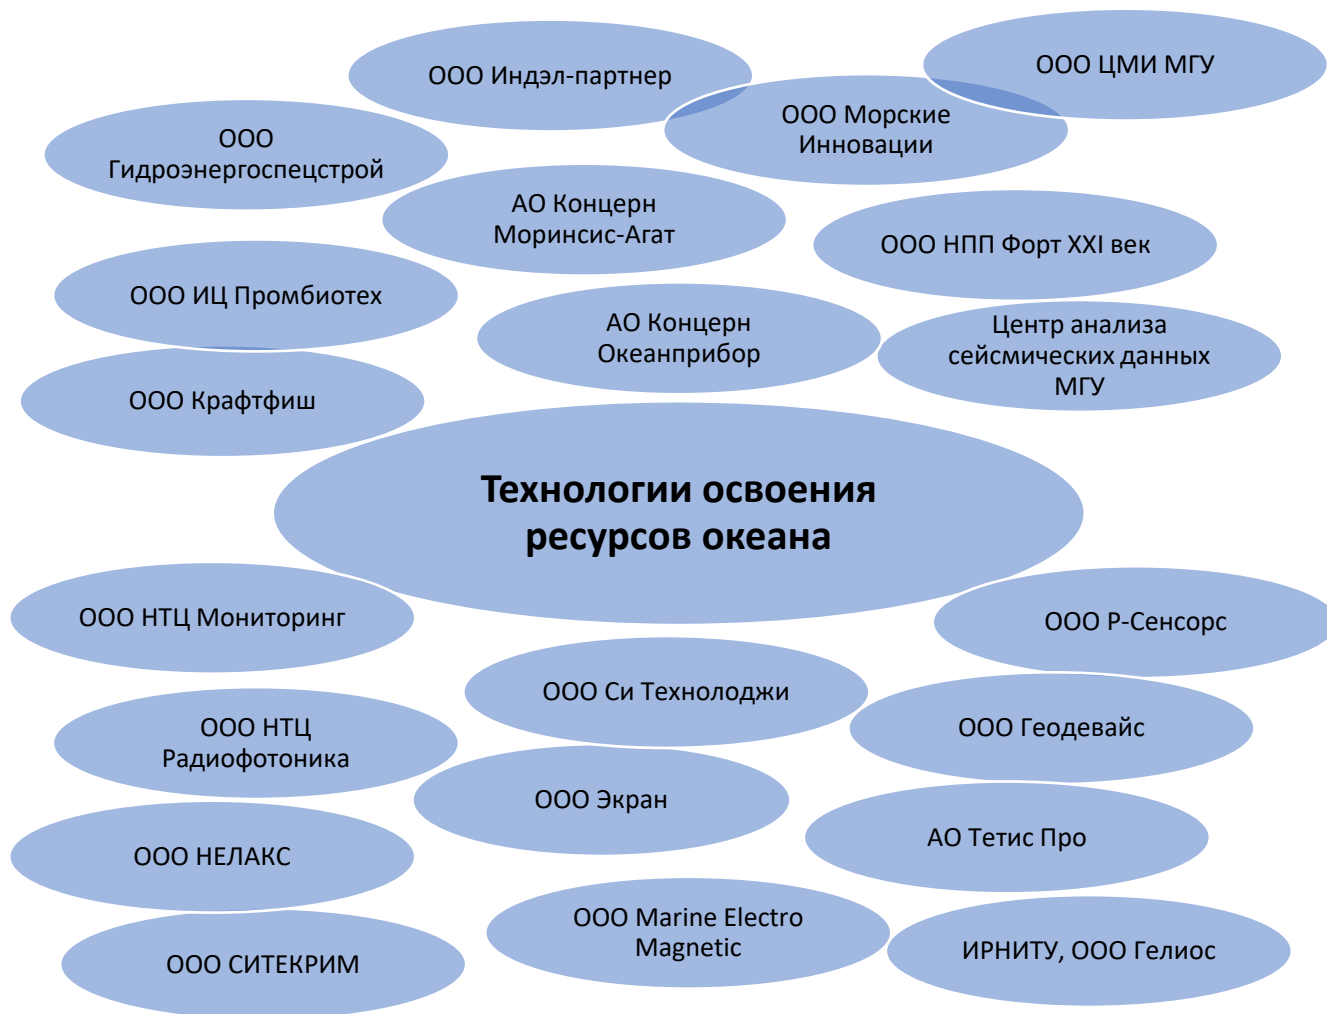 ООО Индэл-партнер
ООО ЦМИ МГУ
ООО Морские
Инновации
ООО
Гидроэнергоспецстрой
АО Концерн
Моринсис-Агат
ООО НПП Форт XXI век
ООО ИЦ Промбиотех
АО Концерн
Океанприбор
Центр анализа
сейсмических данных
МГУ
ООО Крафтфиш
Технологии освоения
ресурсов океана
ООО НТЦ Мониторинг
ООО Р-Сенсорс
ООО Си Технолоджи
ООО НТЦ
Радиофотоника
ООО Геодевайс
ООО Экран
АО Тетис Про
ООО НЕЛАКС
ООО Marine Electro
Magnetic
ИРНИТУ, ООО Гелиос
ООО СИТЕКРИМ